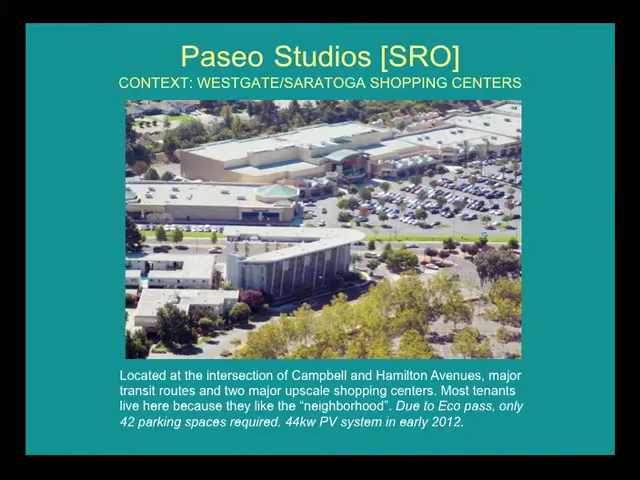 Paseo Studios [SRO]
CONTEXT: WESTGATE/SARATOGA SHOPPING CENTERS
Located at the intersection of Campbell and Hamilton Avenues, major
transit routes and two major upscale shopping centers. Most tenants
live here because they like the “neighborhood”. Due to Eco pass, only
42 parking spaces required. 44kw PV system in early 2012.